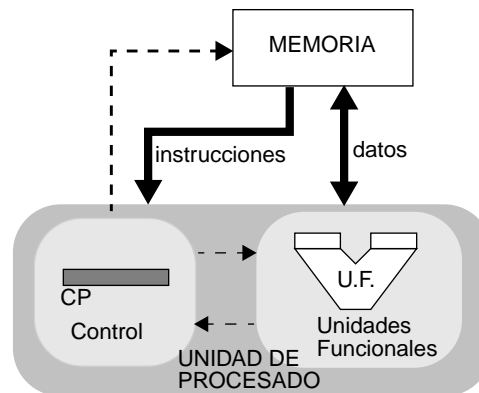 MEMORIA
instrucciones
datos
U.F.
CP
Control
Unidades
Funcionales
UNIDAD DE
PROCESADO